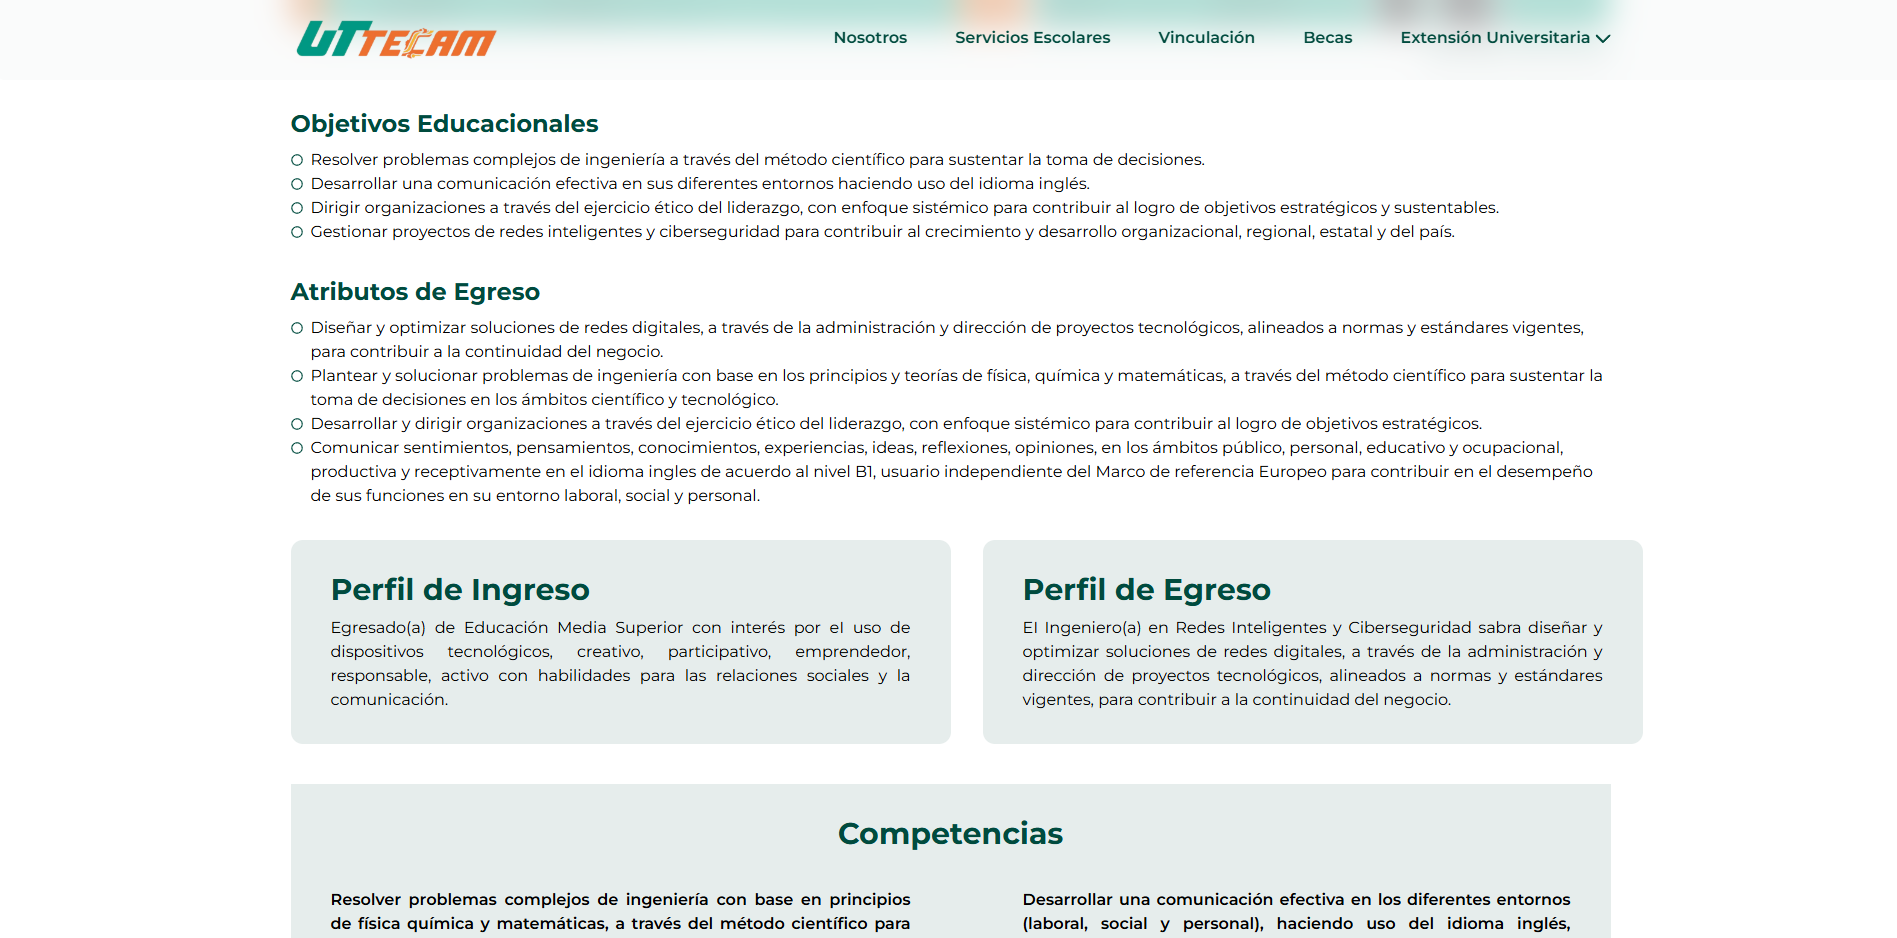 UTTECAM
Nosotros
Servicios Escolares
Vinculación
Becas
Extensión Universitaria
Objetivos Educacionales
Resolver problemas complejos de ingeniería a través del método científico para sustentar la toma de decisiones.
Desarrollar una comunicación efectiva en sus diferentes entornos haciendo uso del idioma inglés.
Dirigir organizaciones a través del ejercicio ético del liderazgo, con enfoque sistémico para contribuir al logro de objetivos estratégicos y sustentables.
Gestionar proyectos de redes inteligentes y ciberseguridad para contribuir al crecimiento y desarrollo organizacional, regional, estatal y del país.
Atributos de Egreso
Diseñar y optimizar soluciones de redes digitales, a través de la administración y dirección de proyectos tecnológicos, alineados a normas y estándares vigentes,
para contribuir a la continuidad del negocio.
Plantear y solucionar problemas de ingeniería con base en los principios y teorías de física, química y matemáticas, a través del método científico para sustentar la
toma de decisiones en los ámbitos científico y tecnológico.
Desarrollar y dirigir organizaciones a través del ejercicio ético del liderazgo, con enfoque sistémico para contribuir al logro de objetivos estratégicos.
Comunicar sentimientos, pensamientos, conocimientos, experiencias, ideas, reflexiones, opiniones, en los ámbitos público, personal, educativo y ocupacional,
productiva y receptivamente en el idioma ingles de acuerdo al nivel B1, usuario independiente del Marco de referencia Europeo para contribuir en el desempeño
de sus funciones en su entorno laboral, social y personal.
Perfil de Ingreso
Egresado(a) de Educación Media Superior con interés por el uso de
dispositivos tecnológicos, creativo, participativo, emprendedor,
responsable, activo con habilidades para las relaciones sociales y la
comunicación.
Perfil de Egreso
El Ingeniero(a) en Redes Inteligentes y Ciberseguridad sabra diseñar y
optimizar soluciones de redes digitales, a través de la administración y
dirección de proyectos tecnológicos, alineados a normas y estándares
vigentes, para contribuir a la continuidad del negocio.
Competencias
Resolver problemas complejos de ingeniería con base en principios
de física química y matemáticas, a través del método científico para
Desarrollar una comunicación efectiva en los diferentes entornos
(laboral, social y personal), haciendo uso del idioma inglés,